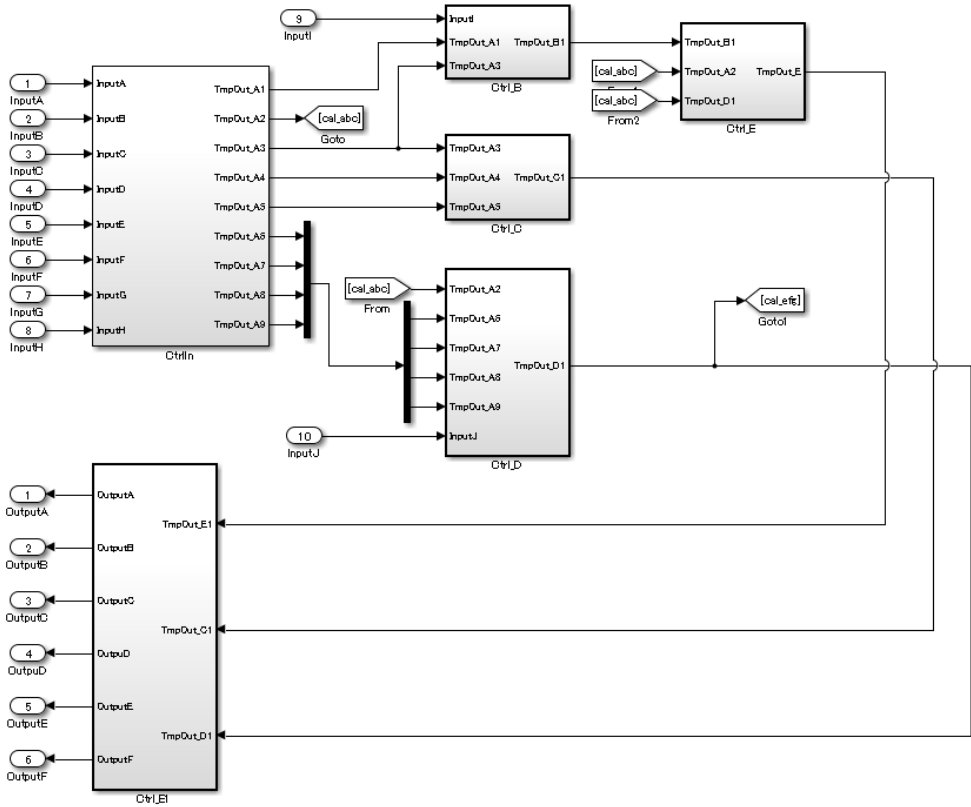 9
InputI
InputI
TmpOut_A1
TmpOut_A3
TmpOut_B1
Ctrl_B
TmpOut_B1
TmpOut_A2
TmpOut_D1
TmpOut_E
Ctrl_E
[cal_abc]
[cal_abc]
From2
1
InputA
2
InputB
3
InputC
4
InputD
5
InputE
6
InputF
7
InputG
8
InputH
InputA
InputB
InputC
InputD
InputE
InputF
InputG
InputH
TmpOut_A1
TmpOut_A2
TmpOut_A3
TmpOut_A4
TmpOut_A5
TmpOut_A6
TmpOut_A7
TmpOut_A8
TmpOut_A9
CtrlIn
[cal_abc]
Goto
TmpOut_A3
TmpOut_A4
TmpOut_A5
TmpOut_C1
Ctrl_C
[cal_abc]
From
TmpOut_A2
TmpOut_A6
TmpOut_A7
TmpOut_A8
TmpOut_A9
InputJ
TmpOut_D1
Ctrl_D
10
InputJ
[cal_efg]
Goto1
1
OutputA
2
OutputB
3
OutputC
4
OutpuD
5
OutputE
6
OutputF
OutputA
OutputB
OutputC
OutpuD
OutputE
OutputF
TmpOut_E1
TmpOut_C1
TmpOut_D1
Ctrl_E1